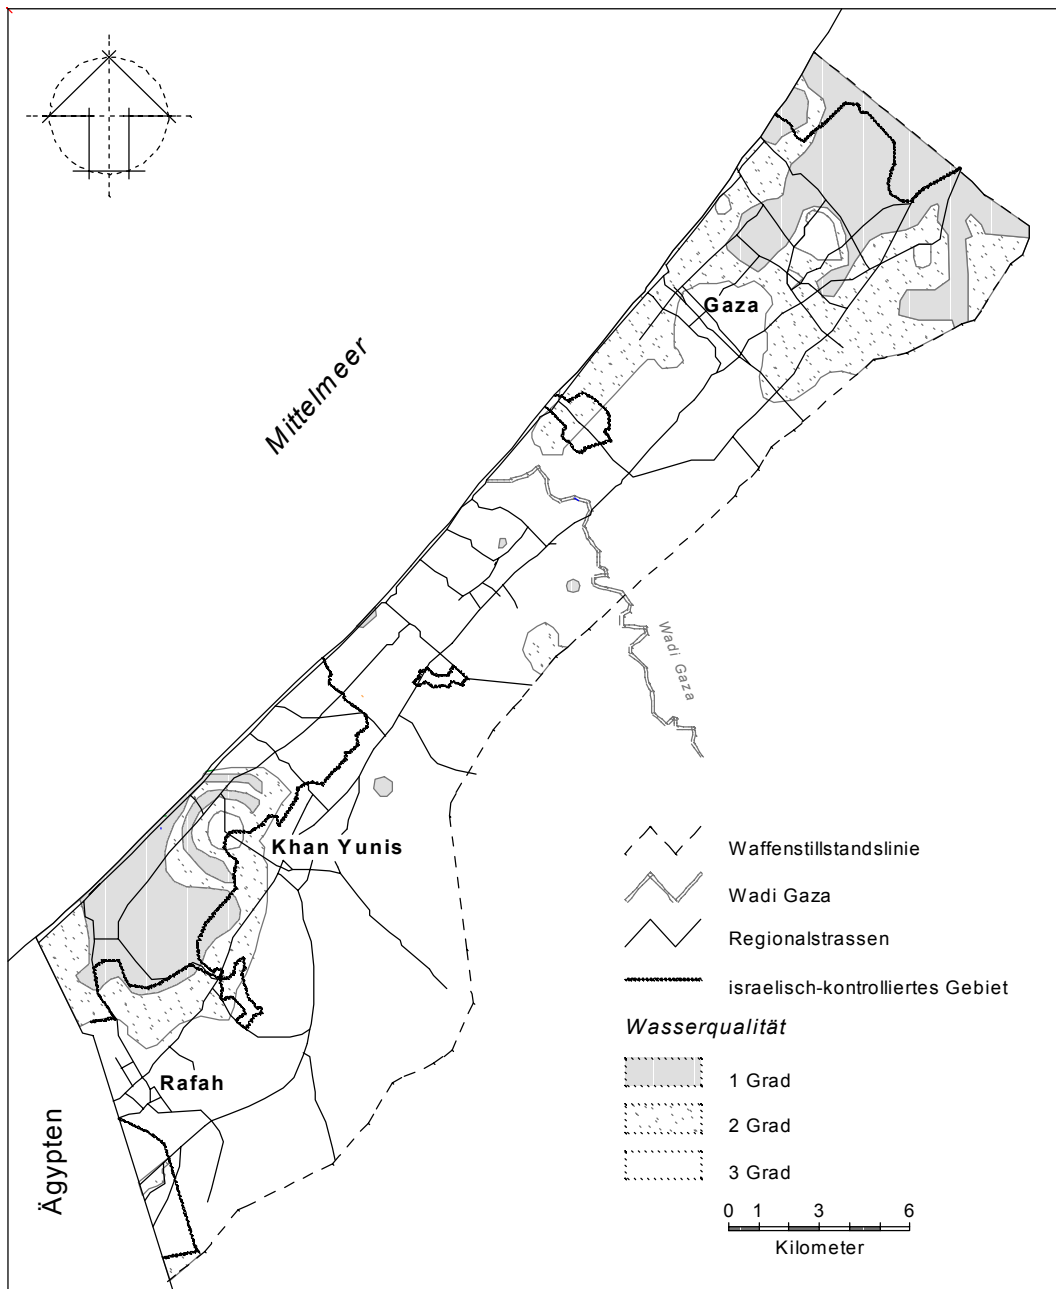 Gaza
Mittelmeer
Wadi Gaza
Khan Yunis
Rafah
Ägypten
Waffenstillstandslinie
Wadi Gaza
Regionalstrassen
israelisch-kontrolliertes Gebiet
Wasserqualität
1 Grad
2 Grad
3 Grad
0 1 3 6
Kilometer